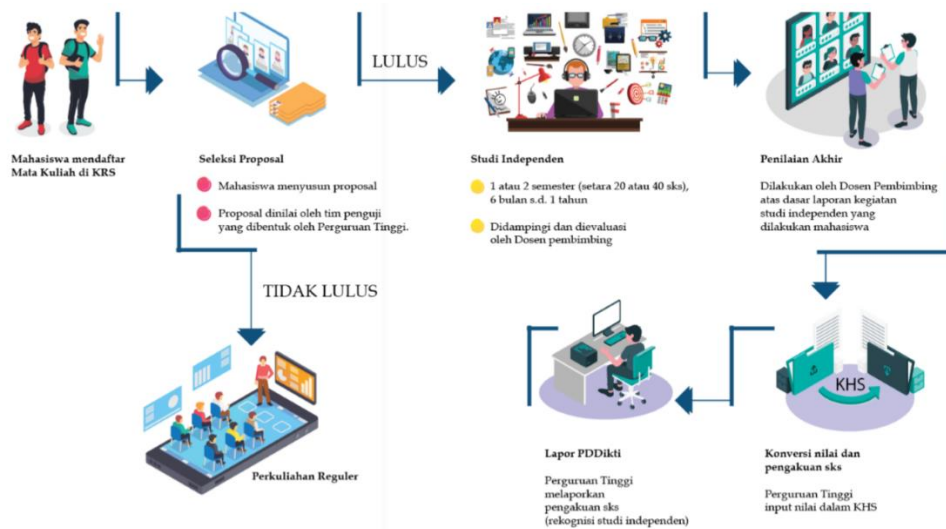 LULUS
Mahasiswa mendaftar
Mata Kuliah di KRS
Seleksi Proposal
Mahasiswa menyusun proposal
Proposal dinilai oleh tim penguji
yang dibentuk oleh Perguruan Tinggi.
Studi Independen
1 atau 2 semester (setara 20 atau 40 sks),
6 bulan s.d. 1 tahun
Didampingi dan dievaluasi
oleh Dosen pembimbing
Penilaian Akhir
Dilakukan oleh Dosen Pembimbing
atas dasar laporan kegiatan
studi independen yang
dilakukan mahasiswa
TIDAK LULUS
Perkuliahan Reguler
KHS
Konversi nilai dan
pengakuan sks
Perguruan Tinggi
input nilai dalam KHS
Lapor PDDikti
Perguruan Tinggi
melaporkan
pengakuan sks
(rekognisi studi independen)